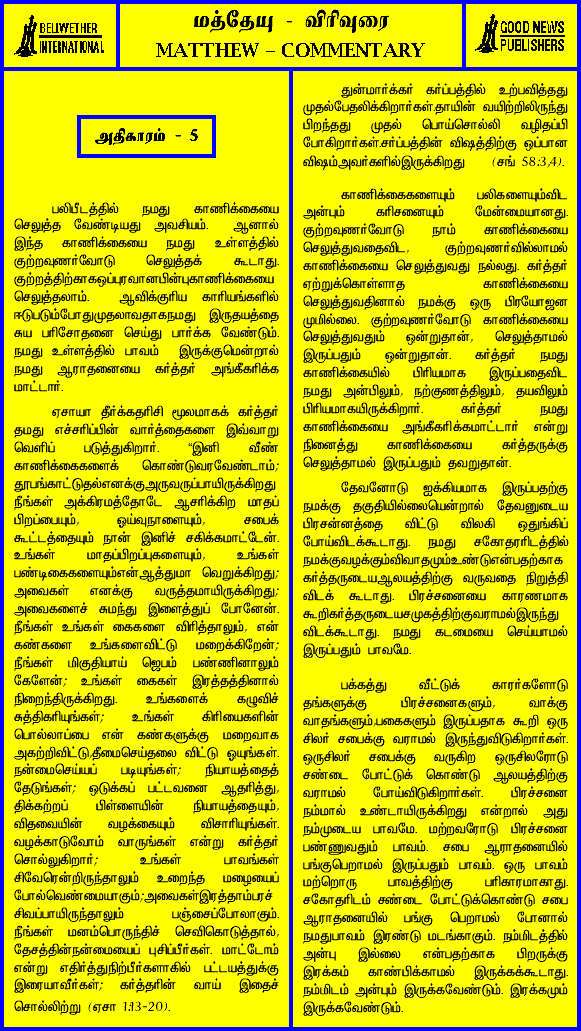 BELLWETHER
INTERNATIONAL
மத்தேயு - விரிவுரை
MATTHEW – COMMENTARY
GOOD NEWS
PUBLISHERS
அதிகாரம் - 5
பலிபீடத்தில் நமது காணிக்கையை
செலுத்த வேண்டியது அவசியம். ஆனால்
இந்த காணிக்கையை நமது உள்ளத்தில்
குற்றவுணர்வோடு செலுத்தக் கூடாது.
குற்றத்திற்காகஒப்புரவானபின்புகாணிக்கையை
செலுத்தலாம். ஆவிக்குரிய காரியங்களில்
ஈடுபடும்போதுமுதலாவதாகநமது இருதயத்தை
சுய பரிசோதனை செய்து பார்க்க வேண்டும்.
நமது உள்ளத்தில் பாவம் இருக்குமென்றால்
நமது ஆராதனையை கர்த்தர் அங்கீகரிக்க
மாட்டார்.
ஏசாயா தீர்க்கதரிசி மூலமாகக் கர்த்தர்
தமது எச்சரிப்பின் வார்த்தைகளை இவ்வாறு
வெளிப் படுத்துகிறார். “இனி வீண்
காணிக்கைகளைக் கொண்டுவரவேண்டாம்;
தூபங்காட்டுதல்எனக்குஅருவருப்பாயிருக்கிறது
நீங்கள் அக்கிரமத்தோடே ஆசரிக்கிற மாதப்
பிறப்பையும், ஓய்வுநாளையும், சபைக்
கூட்டத்தையும் நான் இனிச் சகிக்கமாட்டேன்.
உங்கள் மாதப்பிறப்புகளையும், உங்கள்
பண்டிகைகளையும்என்ஆத்துமா வெறுக்கிறது;
அவைகள் எனக்கு வருத்தமாயிருக்கிறது;
அவைகளைச் சுமந்து இளைத்துப் போனேன்.
நீங்கள் உங்கள் கைகளை விரித்தாலும், என்
கண்களை உங்களைவிட்டு மறைக்கிறேன்;
நீங்கள் மிகுதியாய் ஜெபம் பண்ணினாலும்
கேளேன்; உங்கள் கைகள் இரத்தத்தினால்
நிறைந்திருக்கிறது. உங்களைக் கழுவிச்
சுத்திகரியுங்கள்; உங்கள் கிரியைகளின்
பொல்லாப்பை என் கண்களுக்கு மறைவாக
அகற்றிவிட்டு,தீமைசெய்தலை விட்டு ஓயுங்கள்.
நன்மைசெய்யப் படியுங்கள்; நியாயத்தைத்
தேடுங்கள்; ஒடுக்கப் பட்டவனை ஆதரித்து,
திக்கற்றப் பிள்ளையின் நியாயத்தையும்,
விதவையின் வழக்கையும் விசாரியுங்கள்.
வழக்காடுவோம் வாருங்கள் என்று கர்த்தர்
சொல்லுகிறார்; உங்கள் பாவங்கள்
சிவேரென்றிருந்தாலும் உறைந்த மழையைப்
போல்வெண்மையாகும்;அவைகள்இரத்தாம்பரச்
சிவப்பாயிருந்தாலும் பஞ்சைப்போலாகும்.
நீங்கள் மனம்பொருந்திச் செவிகொடுத்தால்,
தேசத்தின்நன்மையைப் புசிப்பீர்கள். மாட்டோம்
என்று எதிர்த்துநிற்பீர்களாகில் பட்டயத்துக்கு
இரையாவீர்கள்; கர்த்தரின் வாய் இதைச்
சொல்லிற்று (ஏசா 1:13-20).
துன்மார்க்கர் கர்ப்பத்தில் உற்பவித்தது
முதல்பேதலிக்கிறார்கள்.தாயின் வயிற்றிலிருந்து
பிறந்தது முதல் பொய்சொல்லி வழிதப்பி
போகிறார்கள்.சர்ப்பத்தின் விஷத்திற்கு ஒப்பான
விஷம்அவர்களில்இருக்கிறது (சங் 58:3,4).
காணிக்கைகளையும் பலிகளையும்விட
அன்பும் கரிசனையும் மேன்மையானது.
குற்றவுணர்வோடு நாம் காணிக்கையை
செலுத்துவதைவிட, குற்றவுணர்வில்லாமல்
காணிக்கையை செலுத்துவது நல்லது. கர்த்தர்
ஏற்றுக்கொள்ளாத காணிக்கையை
செலுத்துவதினால் நமக்கு ஒரு பிரயோஜன
முமில்லை. குற்றவுணர்வோடு காணிக்கையை
செலுத்துவதும் ஒன்றுதான், செலுத்தாமல்
இருப்பதும் ஒன்றுதான். கர்த்தர் நமது
காணிக்கையில் பிரியமாக இருப்பதைவிட
நமது அன்பிலும், நற்குணத்திலும், தயவிலும்
பிரியமாகயிருக்கிறார். கர்த்தர் நமது
காணிக்கையை அங்கீகரிக்கமாட்டார் என்று
நினைத்து காணிக்கையை கர்த்தருக்கு
செலுத்தாமல் இருப்பதும் தவறுதான்.
தேவனோடு ஐக்கியமாக இருப்பதற்கு
நமக்கு தகுதியில்லையென்றால் தேவனுடைய
பிரசன்னத்தை விட்டு விலகி ஒதுங்கிப்
போய்விடக்கூடாது. நமது சகோதரரிடத்தில்
நமக்குவழக்கும்விவாதமும்உண்டுஎன்பதற்காக
கர்த்தருடையஆலயத்திற்கு வருவதை நிறுத்தி
விடக் கூடாது. பிரச்சனையை காரணமாக
கூறிகர்த்தருடையசமுகத்திற்குவராமல்இருந்து
விடக்கூடாது. நமது கடமையை செய்யாமல்
இருப்பதும் பாவமே.
பக்கத்து வீட்டுக் காரர்களோடு
தங்களுக்கு பிரச்சனைகளும், வாக்கு
வாதங்களும்,பகைகளும் இருப்பதாக கூறி ஒரு
சிலர் சபைக்கு வராமல் இருந்துவிடுகிறார்கள்.
ஒருசிலர் சபைக்கு வருகிற ஒருசிலரோடு
சண்டை போட்டுக் கொண்டு ஆலயத்திற்கு
வராமல் போய்விடுகிறார்கள். பிரச்சனை
நம்மால் உண்டாயிருக்கிறது என்றால் அது
நம்முடைய பாவமே. மற்றவரோடு பிரச்சனை
பண்ணுவதும் பாவம். சபை ஆராதனையில்
பங்குபெறாமல் இருப்பதும் பாவம். ஒரு பாவம்
மற்றொரு பாவத்திற்கு பரிகாரமாகாது.
சகோதரிடம் சண்டை போட்டுக்கொண்டு சபை
ஆராதனையில் பங்கு பெறாமல் போனால்
நமதுபாவம் இரண்டு மடங்காகும். நம்மிடத்தில்
அன்பு இல்லை என்பதற்காக பிறருக்கு
இரக்கம் காண்பிக்காமல் இருக்கக்கூடாது.
நம்மிடம் அன்பும் இருக்கவேண்டும். இரக்கமும்
இருக்கவேண்டும்.